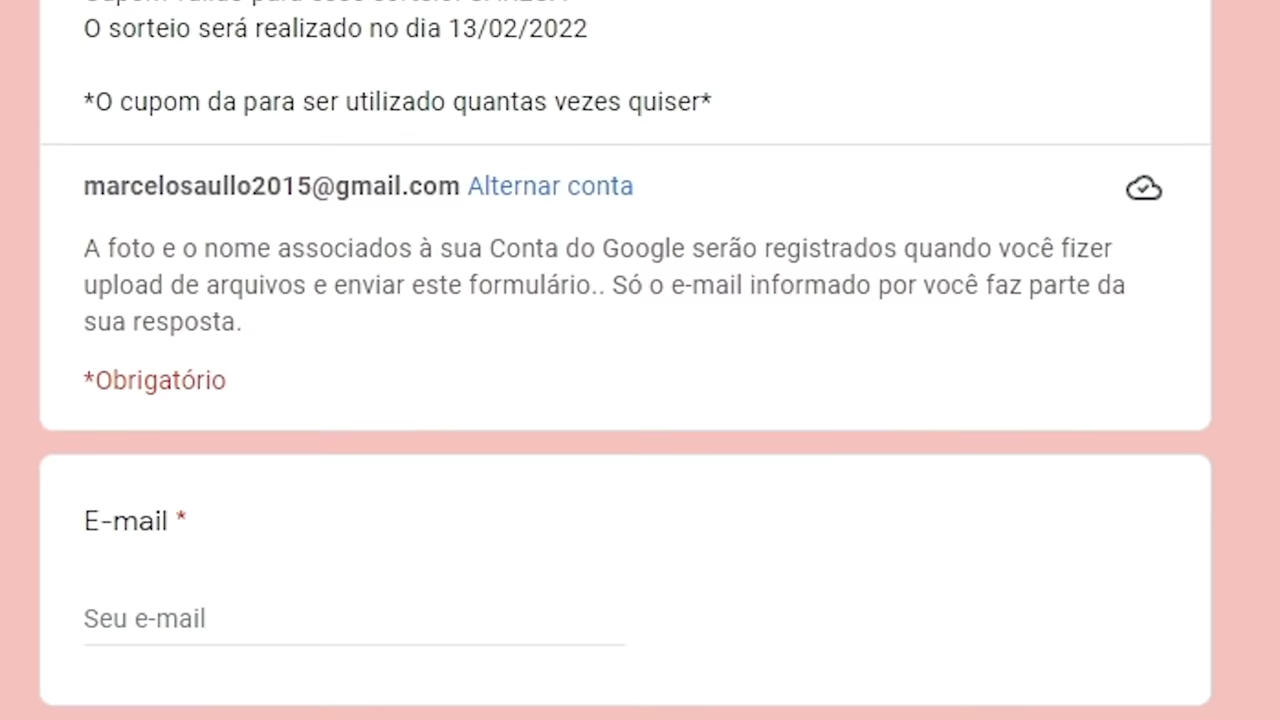 O sorteio será realizado no dia 13/02/2022
*O cupom da para ser utilizado quantas vezes quiser*
marcelosaullo2015@gmail.com Alternar conta
A foto e o nome associados à sua Conta do Google serão registrados quando você fizer
upload de arquivos e enviar este formulário.. Só o e-mail informado por você faz parte da
sua resposta.
*Obrigatório
E-mail *
Seu e-mail